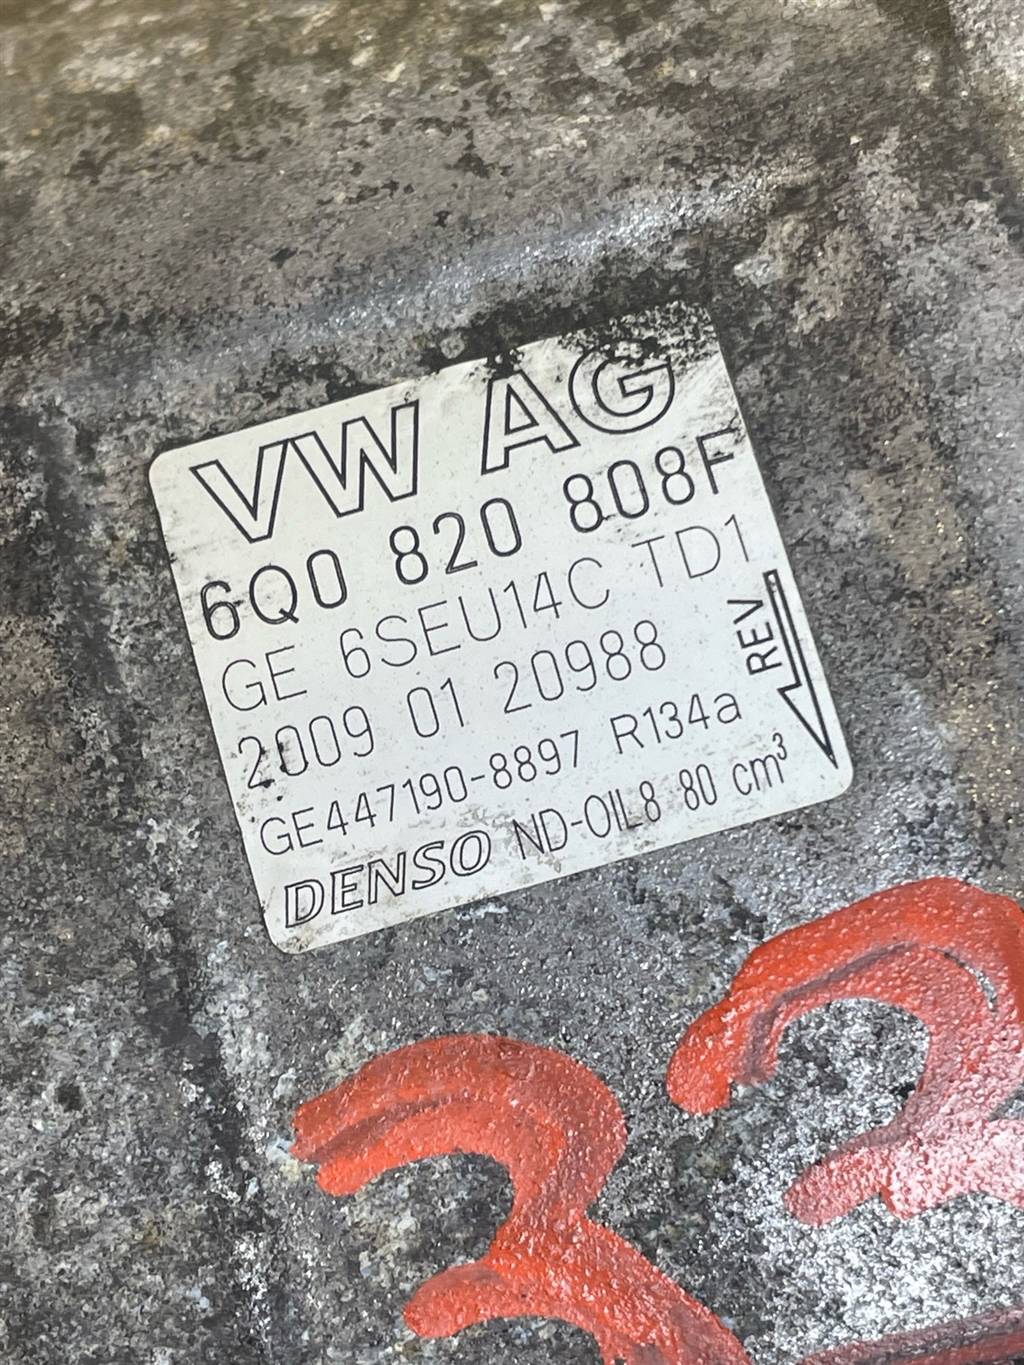 VW AG
6Q0 820 808F
GE 6SEU14C TD1
2009 01 20988
REV
GE447190-8897 R134a
DENSO ND-OIL8 80 cm³
33